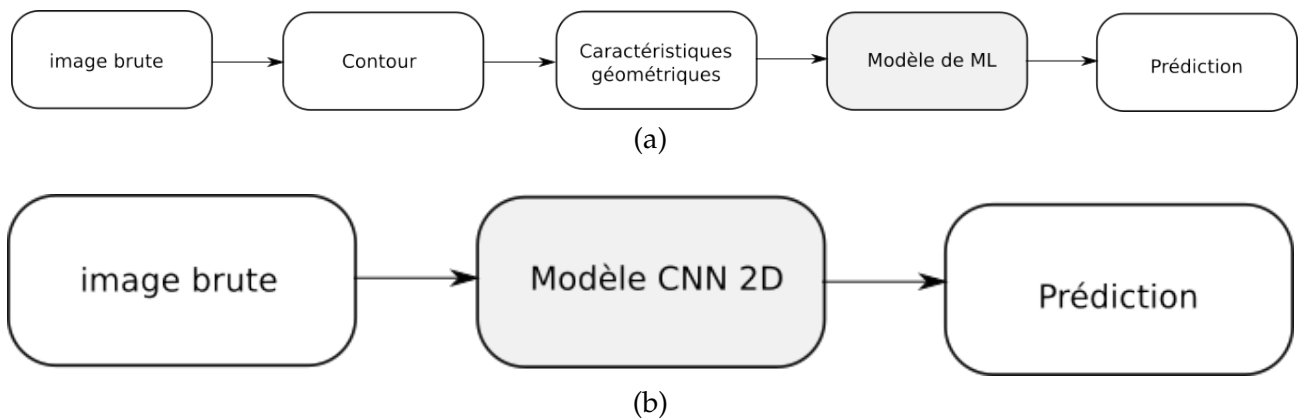 image brute
Contour
Caractéristiques
géométriques
Modèle de ML
Prédiction
(a)
image brute
Modèle CNN 2D
Prédiction
(b)